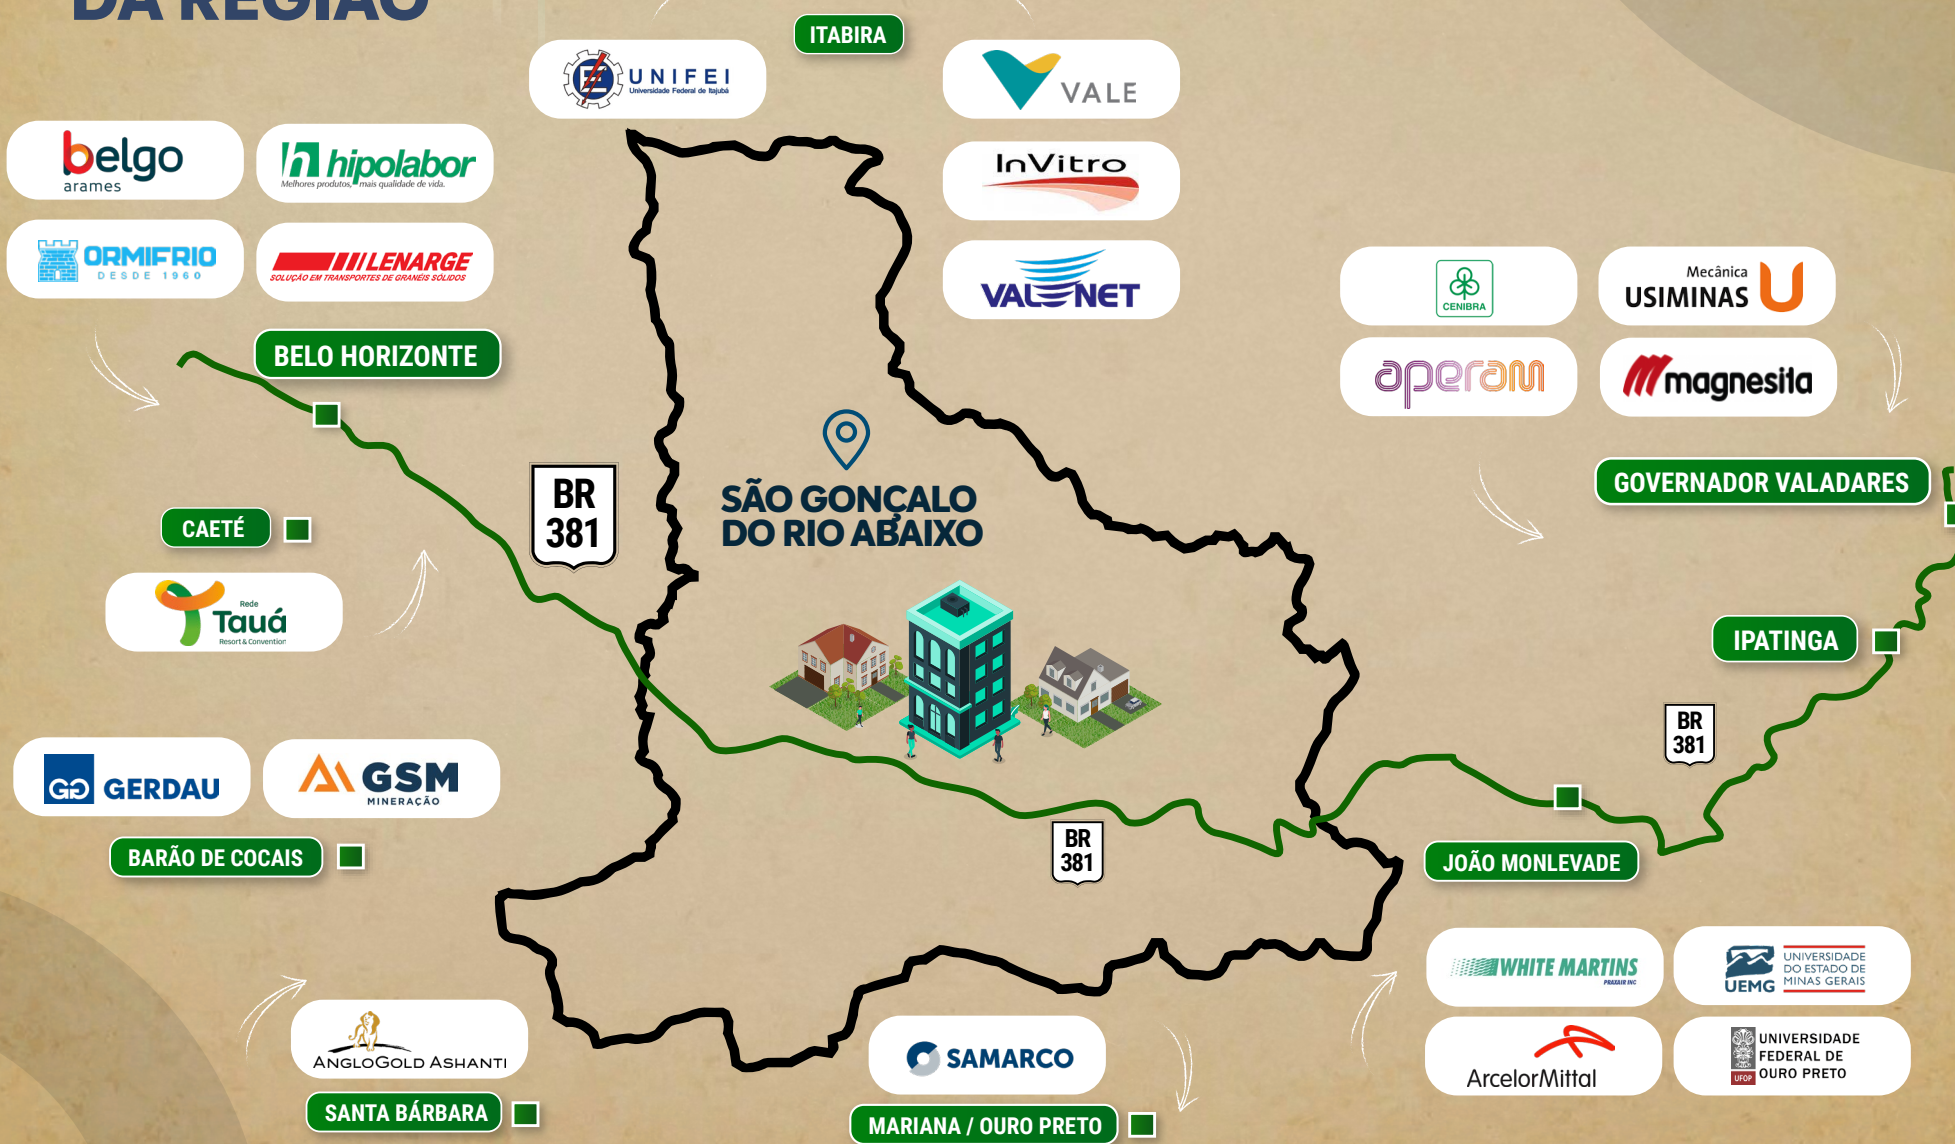 DA REGIÃO
ITABIRA
UNIFEI
Universidade Federal de Itajubá
VALE
belgo
arames
hipolabor
Melhores produtos, mais qualidade de vida.
InVitro
ORMIFRIO
DESDE 1960
LENARGE
SOLUÇÃO EM TRANSPORTES DE GRANÉIS SÓLIDOS
VALENET
CENIBRA
Mecânica
USIMINAS
aperam
magnesita
BELO HORIZONTE
GOVERNADOR VALADARES
BR
381
SÃO GONÇALO
DO RIO ABAIXO
CAETÉ
Rede
Tauá
Resort & Convention
IPATINGA
BR
381
GG GERDAU
GSM
MINERAÇÃO
BARÃO DE COCAIS
BR
381
JOÃO MONLEVADE
WHITE MARTINS
PRAXAIR INC
UEMG
UNIVERSIDADE
DO ESTADO DE
MINAS GERAIS
ANGLOGOLD ASHANTI
SANTA BÁRBARA
SAMARCO
MARIANA / OURO PRETO
ArcelorMittal
UFOP
UNIVERSIDADE
FEDERAL DE
OURO PRETO